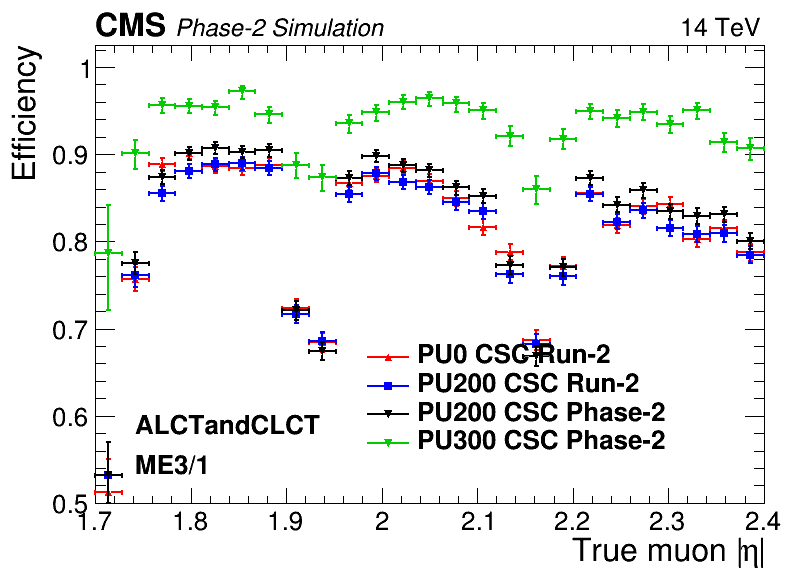 CMS Phase-2 Simulation 14 TeV
Efficiency
1
0.9
0.8
0.7
0.6
0.5
PU0 CSC Run-2
PU200 CSC Run-2
PU200 CSC Phase-2
PU300 CSC Phase-2
ALCTandCLCT
ME3/1
1.7 1.8 1.9 2 2.1 2.2 2.3 2.4
True muon |η|